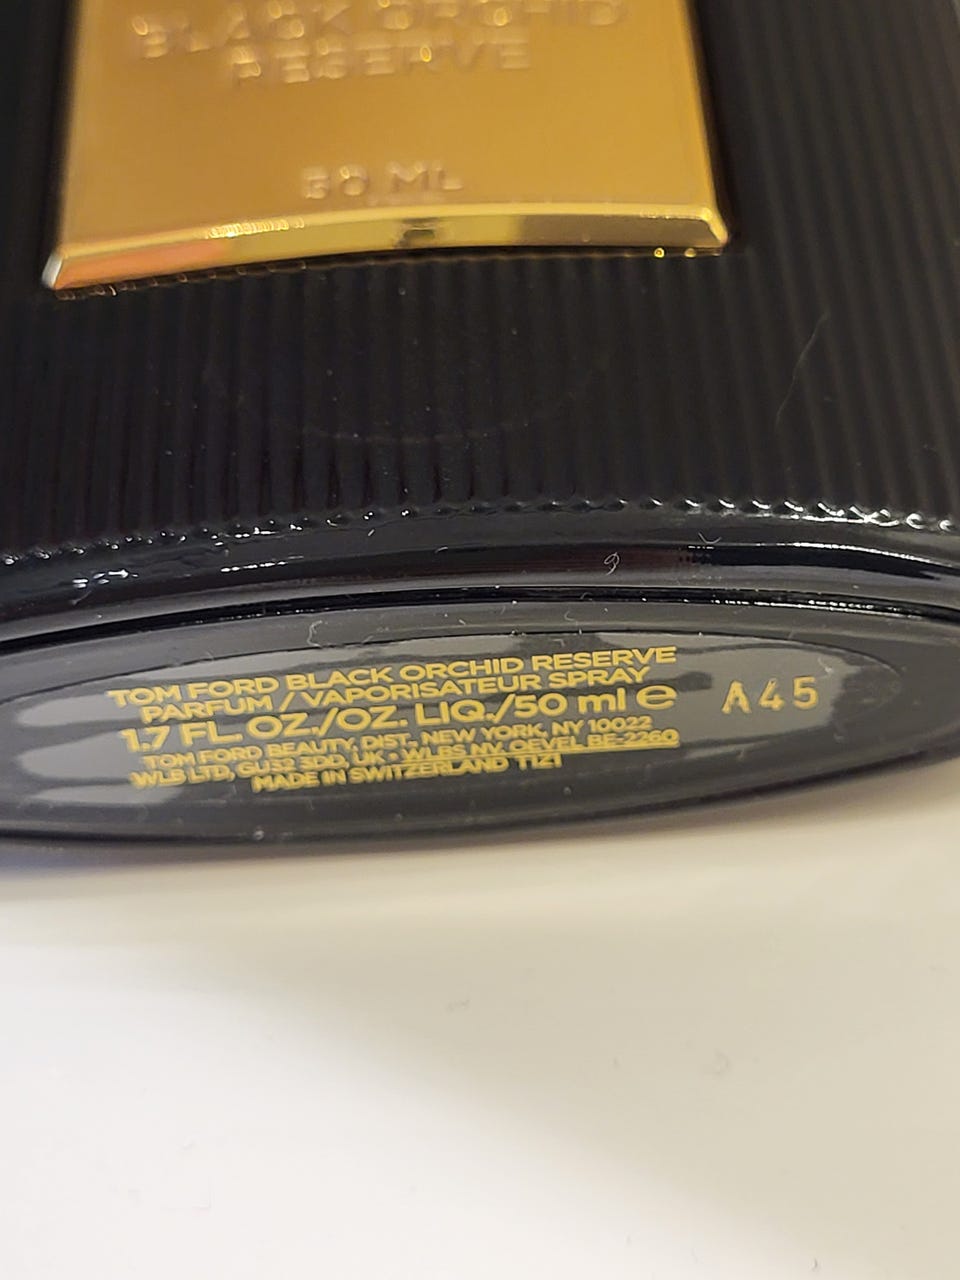 BLACK ORCHID
RESERVE
50 ML
TOM FORD BLACK ORCHID RESERVE
PARFUM / VAPORISATEUR SPRAY
1.7 FL. OZ./OZ. LIQ./50 ml ℮
A45
TOM FORD BEAUTY, DIST. NEW YORK, NY 10022
WLB LTD, GU32 3DD, UK • WLBS NV. OEVEL BE-2260
MADE IN SWITZERLAND T1Z1